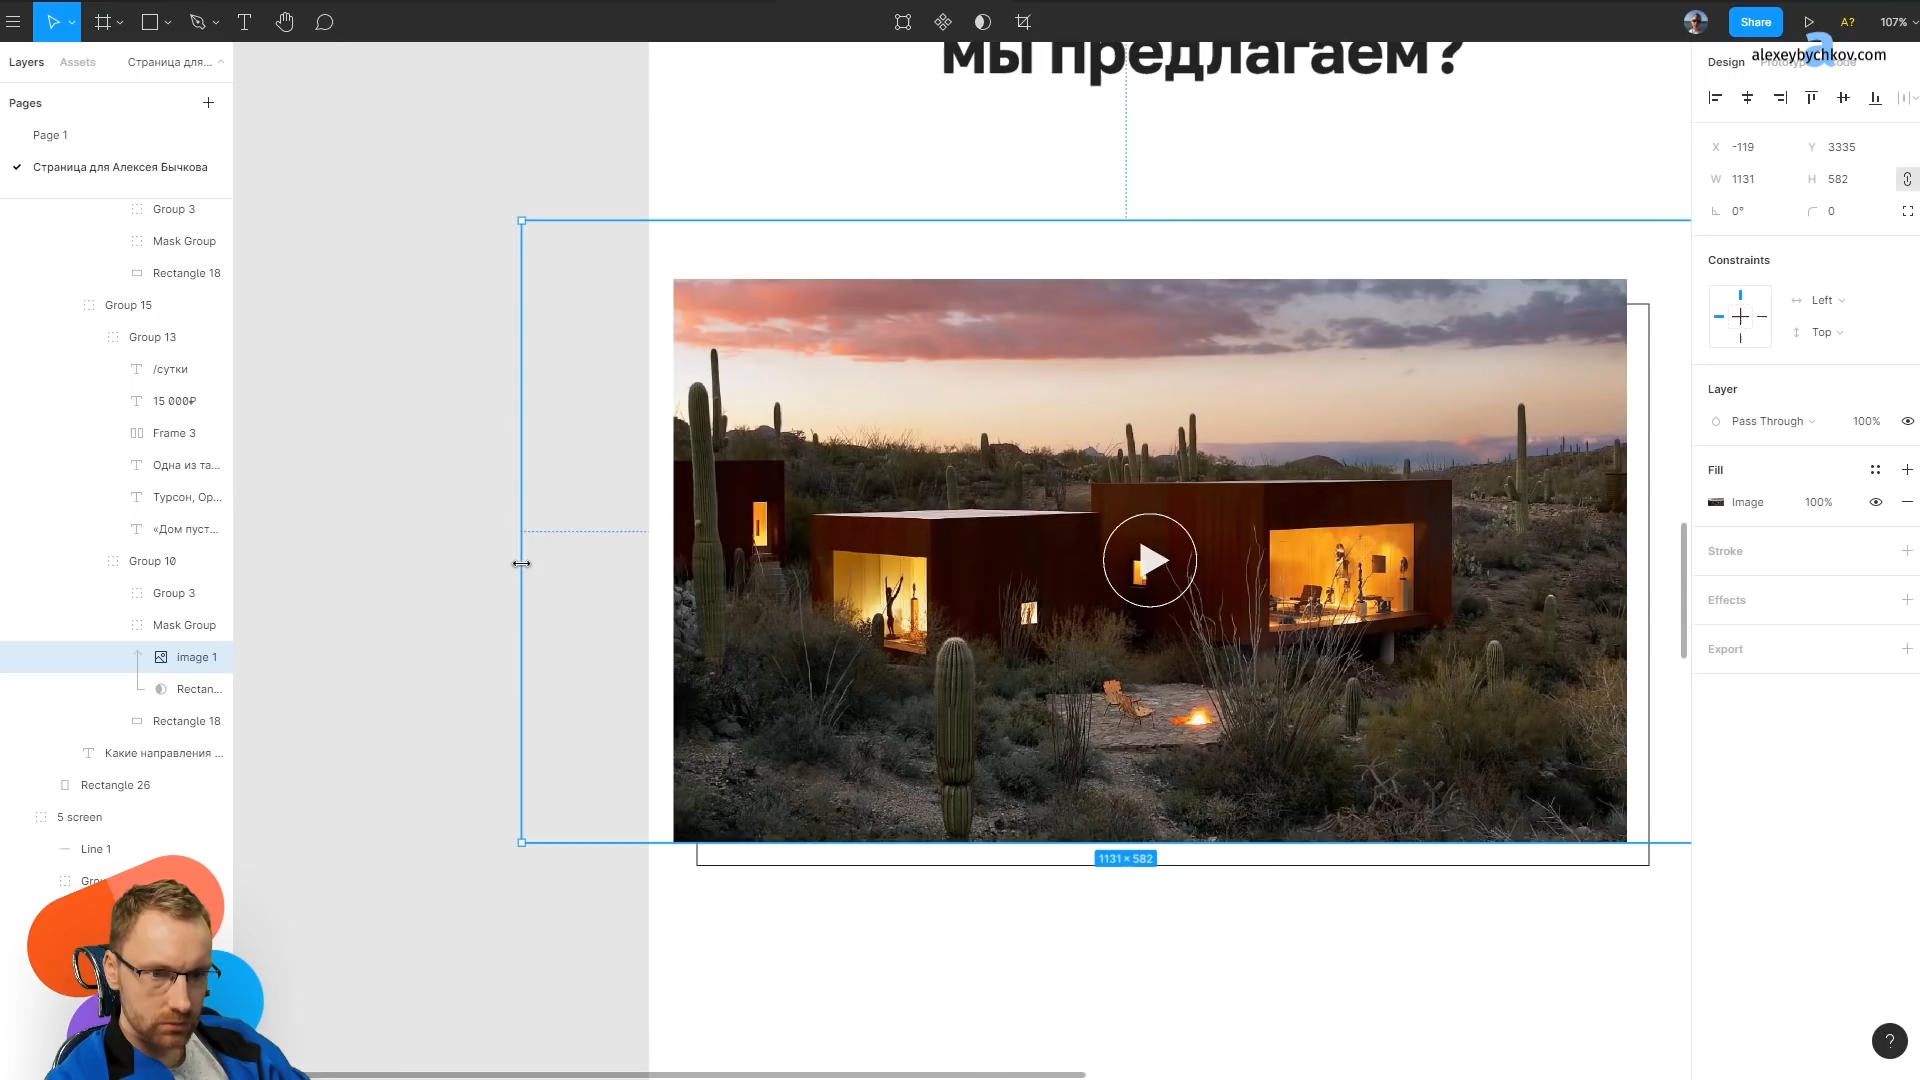 Share
A?
107%
Layers
Assets
Страница для...
alexeybychkov.com
Design
Pages
Page 1
Страница для Алексея Бычкова
мы предлагаем?
X -119
Y 3335
W 1131
H 582
0°
0
Constraints
Left
Top
Layer
Pass Through
100%
Fill
Image
100%
Stroke
Effects
Export
Group 3
Mask Group
Rectangle 18
Group 15
Group 13
/сутки
15 000₽
Frame 3
Одна из та...
Турсон, Ор...
«Дом пуст...
Group 10
Group 3
Mask Group
image 1
Rectan...
Rectangle 18
Какие направления ...
Rectangle 26
5 screen
Line 1
1131 × 582
?